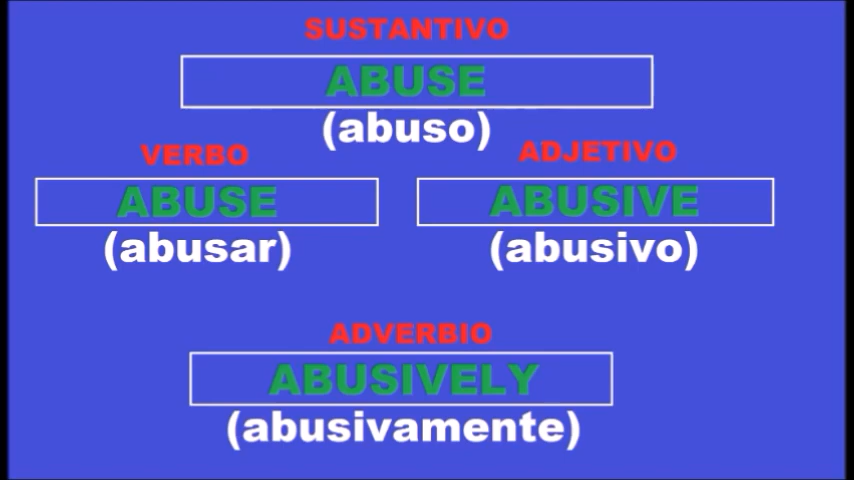 SUSTANTIVO
ABUSE
(abuso)
VERBO
ABUSE
(abusar)
ADJETIVO
ABUSIVE
(abusivo)
ADVERBIO
ABUSIVELY
(abusivamente)